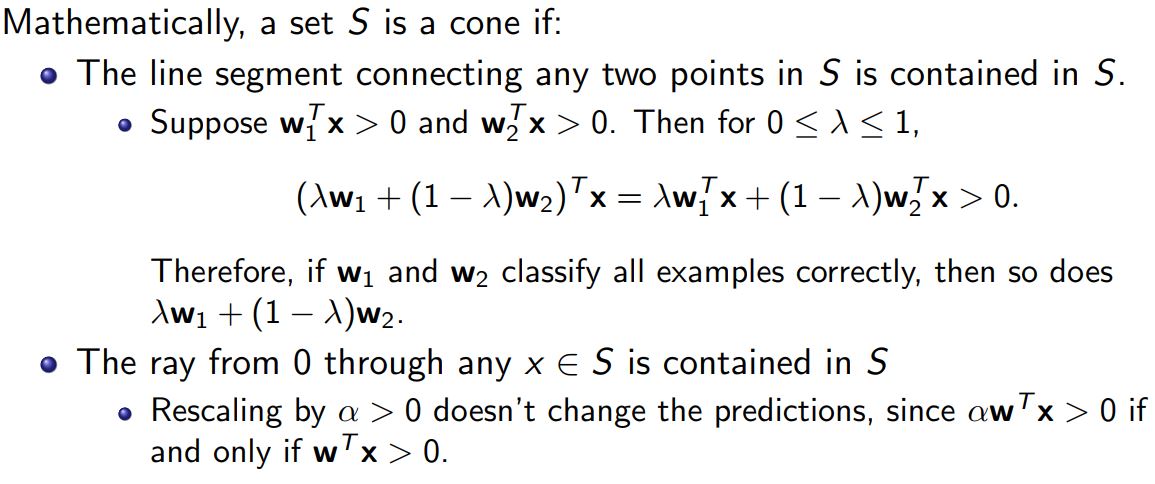 Mathematically, a set S is a cone if:
The line segment connecting any two points in S is contained in S.
Suppose w₁ᵀx > 0 and w₂ᵀx > 0. Then for 0 ≤ λ ≤ 1,
(λw₁ + (1 − λ)w₂)ᵀx = λw₁ᵀx + (1 − λ)w₂ᵀx > 0.
Therefore, if w₁ and w₂ classify all examples correctly, then so does
λw₁ + (1 − λ)w₂.
The ray from 0 through any x ∈ S is contained in S
Rescaling by α > 0 doesn't change the predictions, since αwᵀx > 0 if
and only if wᵀx > 0.